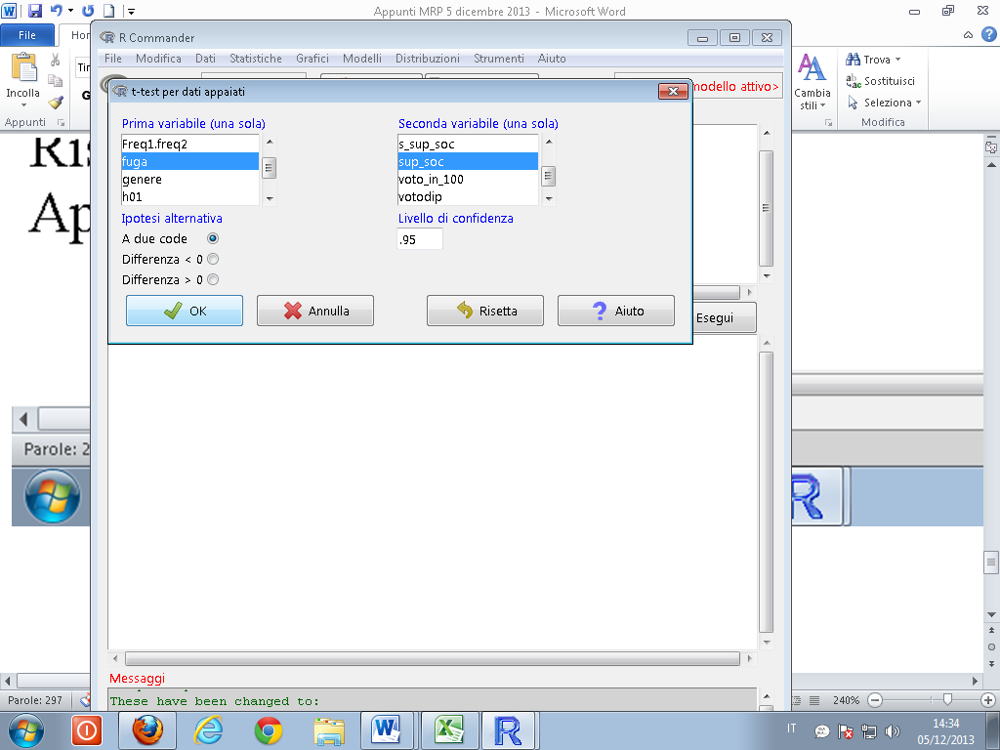 Appunti MRP 5 dicembre 2013 - Microsoft Word
File
Incolla
Appunti
G
Cambia
stili
Trova
Sostituisci
Seleziona
Modifica
R Commander
File Modifica Dati Statistiche Grafici Modelli Distribuzioni Strumenti Aiuto
modello attivo>
t-test per dati appaiati
Prima variabile (una sola) Seconda variabile (una sola)
Freq1.freq2 s_sup_soc
fuga sup_soc
genere voto_in_100
h01 votodip
Ipotesi alternativa Livello di confidenza
A due code .95
Differenza < 0
Differenza > 0
OK Annulla Risetta Aiuto
Esegui
Parole: 2
Messaggi
These have been changed to:
Parole: 297 240%
IT 14:34
05/12/2013